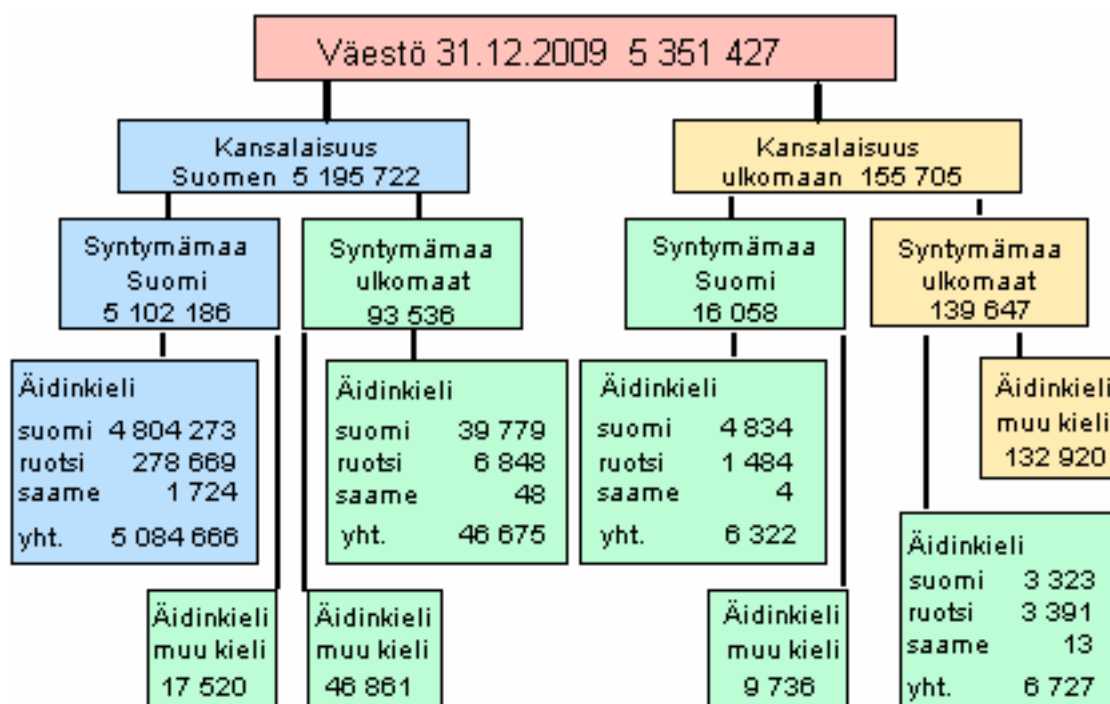 Väestö 31.12.2009 5 351 427
Kansalaisuus
Suomen 5 195 722
Kansalaisuus
ulkomaan 155 705
Syntymämaa
Suomi
5 102 186
Syntymämaa
ulkomaat
93 536
Syntymämaa
Suomi
16 058
Syntymämaa
ulkomaat
139 647
Äidinkieli
suomi 4 804 273
ruotsi 278 669
saame 1 724
yht. 5 084 666
Äidinkieli
suomi 39 779
ruotsi 6 848
saame 48
yht. 46 675
Äidinkieli
suomi 4 834
ruotsi 1 484
saame 4
yht. 6 322
Äidinkieli
muu kieli
132 920
Äidinkieli
muu kieli
17 520
Äidinkieli
muu kieli
46 861
Äidinkieli
muu kieli
9 736
Äidinkieli
suomi 3 323
ruotsi 3 391
saame 13
yht. 6 727